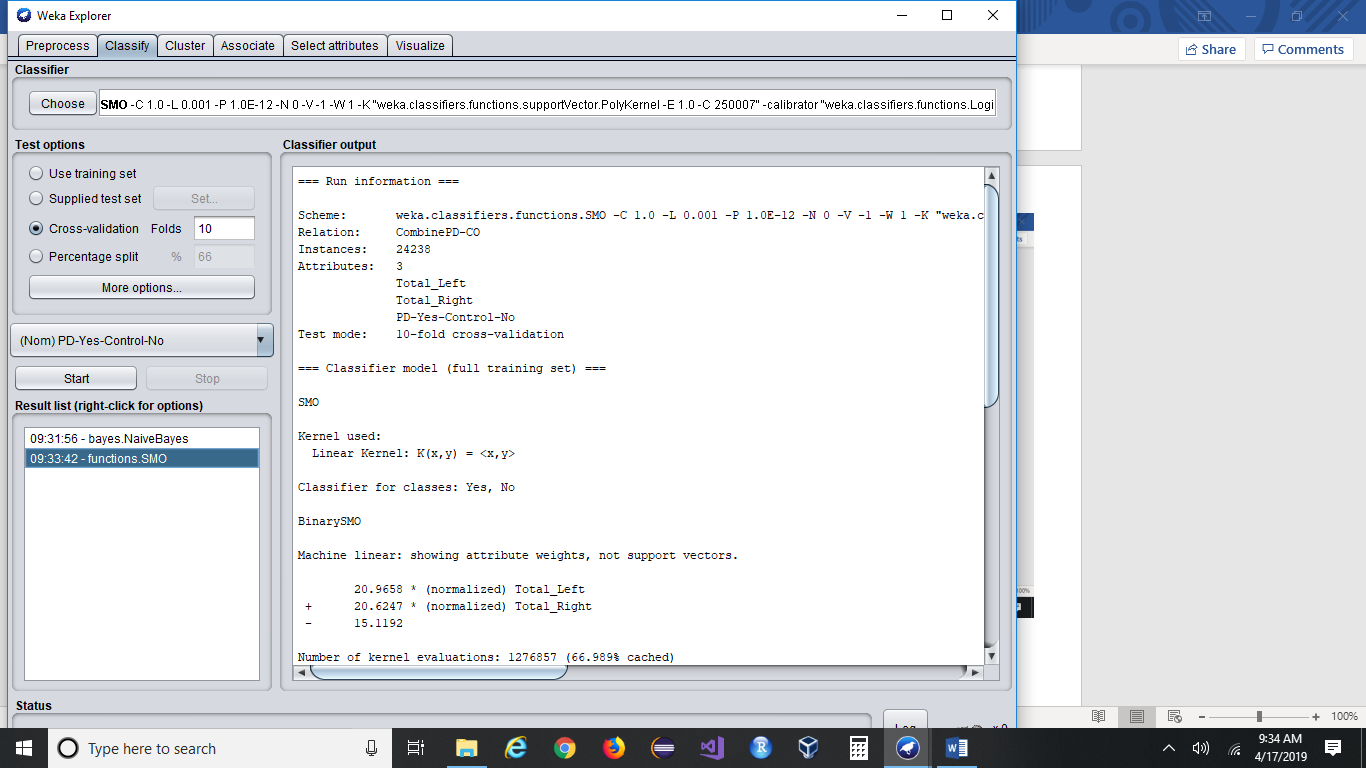 Weka Explorer
Preprocess Classify Cluster Associate Select attributes Visualize
Share Comments
Classifier
Choose SMO -C 1.0 -L 0.001 -P 1.0E-12 -N 0 -V -1 -W 1 -K "weka.classifiers.functions.supportVector.PolyKernel -E 1.0 -C 250007" -calibrator "weka.classifiers.functions.Logi
Test options
Use training set
Supplied test set Set...
Cross-validation Folds 10
Percentage split % 66
More options...
(Nom) PD-Yes-Control-No
Start Stop
Result list (right-click for options)
09:31:56 - bayes.NaiveBayes
09:33:42 - functions.SMO
Classifier output
=== Run information ===
Scheme: weka.classifiers.functions.SMO -C 1.0 -L 0.001 -P 1.0E-12 -N 0 -V -1 -W 1 -K "weka.c
Relation: CombinePD-CO
Instances: 24238
Attributes: 3
Total_Left
Total_Right
PD-Yes-Control-No
Test mode: 10-fold cross-validation
=== Classifier model (full training set) ===
SMO
Kernel used:
Linear Kernel: K(x,y) = <x,y>
Classifier for classes: Yes, No
BinarySMO
Machine linear: showing attribute weights, not support vectors.
20.9658 * (normalized) Total_Left
+ 20.6247 * (normalized) Total_Right
- 15.1192
Number of kernel evaluations: 1276857 (66.989% cached)
Status
Log
x 0
100%
Type here to search
9:34 AM
4/17/2019